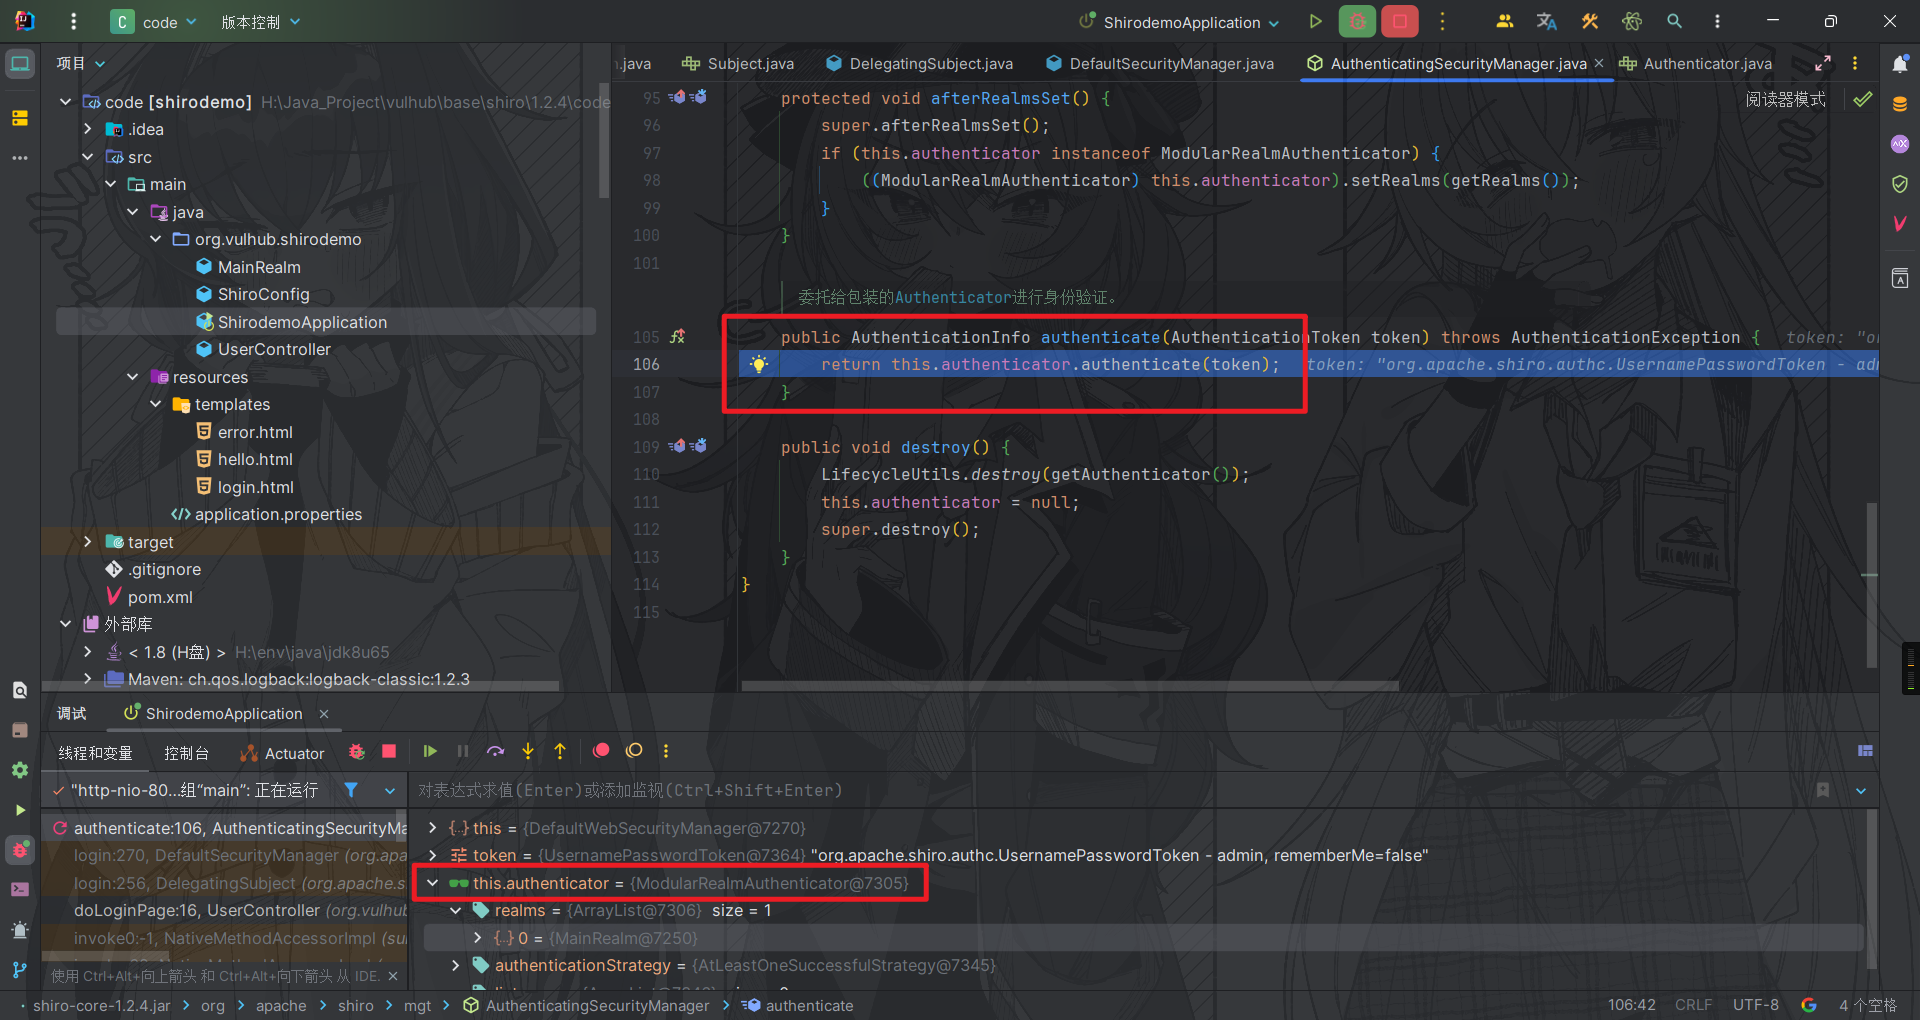 C code 版本控制 ShirodemoApplication
项目
.java Subject.java DelegatingSubject.java DefaultSecurityManager.java AuthenticatingSecurityManager.java Authenticator.java
code [shirodemo] H:\Java_Project\vulhub\base\shiro\1.2.4\code
.idea
src
main
java
org.vulhub.shirodemo
MainRealm
ShiroConfig
ShirodemoApplication
UserController
resources
templates
error.html
hello.html
login.html
application.properties
target
.gitignore
pom.xml
外部库
< 1.8 (H盘) > H:\env\java\jdk8u65
Maven: ch.qos.logback:logback-classic:1.2.3
阅读器模式
95 protected void afterRealmsSet() {
96 super.afterRealmsSet();
97 if (this.authenticator instanceof ModularRealmAuthenticator) {
98 ((ModularRealmAuthenticator) this.authenticator).setRealms(getRealms());
99 }
100 }
101
委托给包装的Authenticator进行身份验证。
105 public AuthenticationInfo authenticate(AuthenticationToken token) throws AuthenticationException { token: "o
106 return this.authenticator.authenticate(token); token: "org.apache.shiro.authc.UsernamePasswordToken - adm
107 }
108
109 public void destroy() {
110 LifecycleUtils.destroy(getAuthenticator());
111 this.authenticator = null;
112 super.destroy();
113 }
114 }
115
调试 ShirodemoApplication
线程和变量 控制台 Actuator
"http-nio-80...组“main”: 正在运行
对表达式求值(Enter)或添加监视(Ctrl+Shift+Enter)
authenticate:106, AuthenticatingSecurityMa
login:270, DefaultSecurityManager (org.apa
login:256, DelegatingSubject (org.apache.s
doLoginPage:16, UserController (org.vulhub
invoke0:-1, NativeMethodAccessorImpl (su
使用 Ctrl+Alt+向上箭头 和 Ctrl+Alt+向下箭头 从 IDE.
this = {DefaultWebSecurityManager@7270}
token = {UsernamePasswordToken@7364} "org.apache.shiro.authc.UsernamePasswordToken - admin, rememberMe=false"
this.authenticator = {ModularRealmAuthenticator@7305}
realms = {ArrayList@7306} size = 1
0 = {MainRealm@7250}
authenticationStrategy = {AtLeastOneSuccessfulStrategy@7345}
shiro-core-1.2.4.jar > org > apache > shiro > mgt > AuthenticatingSecurityManager > authenticate
106:42 CRLF UTF-8 4 个空格